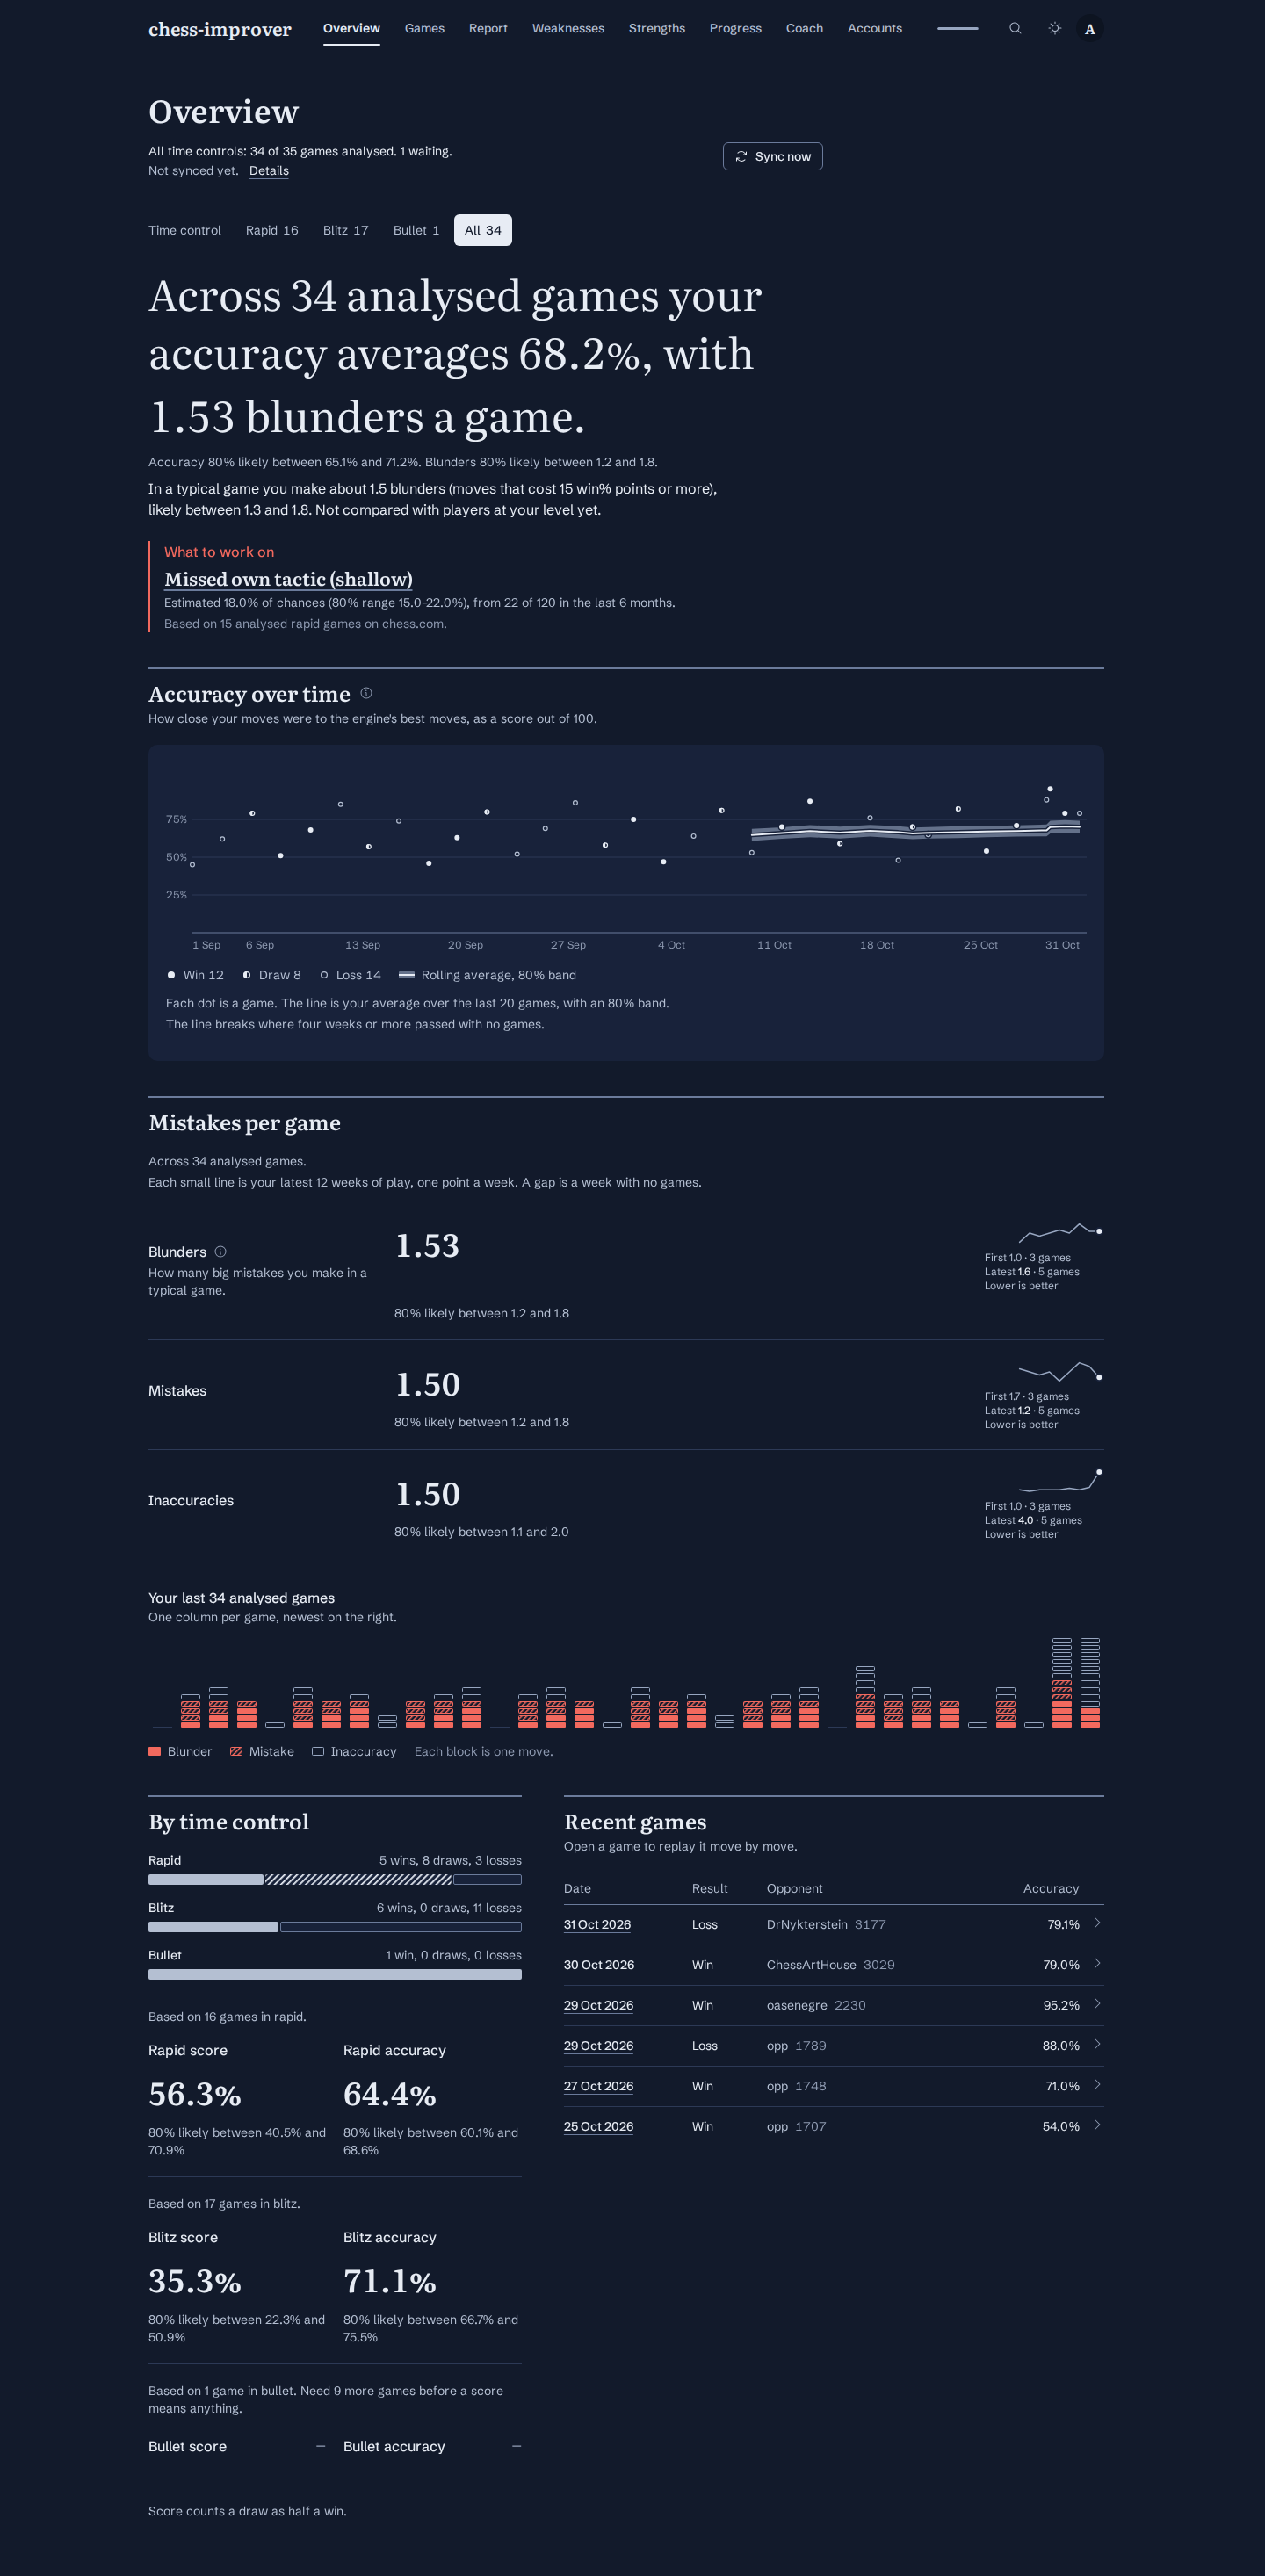 chess-improver Overview Games Report Weaknesses Strengths Progress Coach Accounts A
Overview
All time controls: 34 of 35 games analysed. 1 waiting.
Not synced yet. Details
Sync now
Time control Rapid 16 Blitz 17 Bullet 1 All 34
Across 34 analysed games your
accuracy averages 68.2%, with
1.53 blunders a game.
Accuracy 80% likely between 65.1% and 71.2%. Blunders 80% likely between 1.2 and 1.8.
In a typical game you make about 1.5 blunders (moves that cost 15 win% points or more),
likely between 1.3 and 1.8. Not compared with players at your level yet.
What to work on
Missed own tactic (shallow)
Estimated 18.0% of chances (80% range 15.0-22.0%), from 22 of 120 in the last 6 months.
Based on 15 analysed rapid games on chess.com.
Accuracy over time
How close your moves were to the engine's best moves, as a score out of 100.
75%
50%
25%
1 Sep 6 Sep 13 Sep 20 Sep 27 Sep 4 Oct 11 Oct 18 Oct 25 Oct 31 Oct
Win 12 Draw 8 Loss 14 Rolling average, 80% band
Each dot is a game. The line is your average over the last 20 games, with an 80% band.
The line breaks where four weeks or more passed with no games.
Mistakes per game
Across 34 analysed games.
Each small line is your latest 12 weeks of play, one point a week. A gap is a week with no games.
Blunders
How many big mistakes you make in a
typical game.
1.53
80% likely between 1.2 and 1.8
First 1.0 · 3 games
Latest 1.6 · 5 games
Lower is better
Mistakes
1.50
80% likely between 1.2 and 1.8
First 1.7 · 3 games
Latest 1.2 · 5 games
Lower is better
Inaccuracies
1.50
80% likely between 1.1 and 2.0
First 1.0 · 3 games
Latest 4.0 · 5 games
Lower is better
Your last 34 analysed games
One column per game, newest on the right.
Blunder Mistake Inaccuracy Each block is one move.
By time control
Rapid 5 wins, 8 draws, 3 losses
Blitz 6 wins, 0 draws, 11 losses
Bullet 1 win, 0 draws, 0 losses
Based on 16 games in rapid.
Rapid score Rapid accuracy
56.3% 64.4%
80% likely between 40.5% and 80% likely between 60.1% and
70.9% 68.6%
Based on 17 games in blitz.
Blitz score Blitz accuracy
35.3% 71.1%
80% likely between 22.3% and 80% likely between 66.7% and
50.9% 75.5%
Based on 1 game in bullet. Need 9 more games before a score
means anything.
Bullet score — Bullet accuracy —
Score counts a draw as half a win.
Recent games
Open a game to replay it move by move.
Date Result Opponent Accuracy
31 Oct 2026 Loss DrNykterstein 3177 79.1%
30 Oct 2026 Win ChessArtHouse 3029 79.0%
29 Oct 2026 Win oasenegre 2230 95.2%
29 Oct 2026 Loss opp 1789 88.0%
27 Oct 2026 Win opp 1748 71.0%
25 Oct 2026 Win opp 1707 54.0%